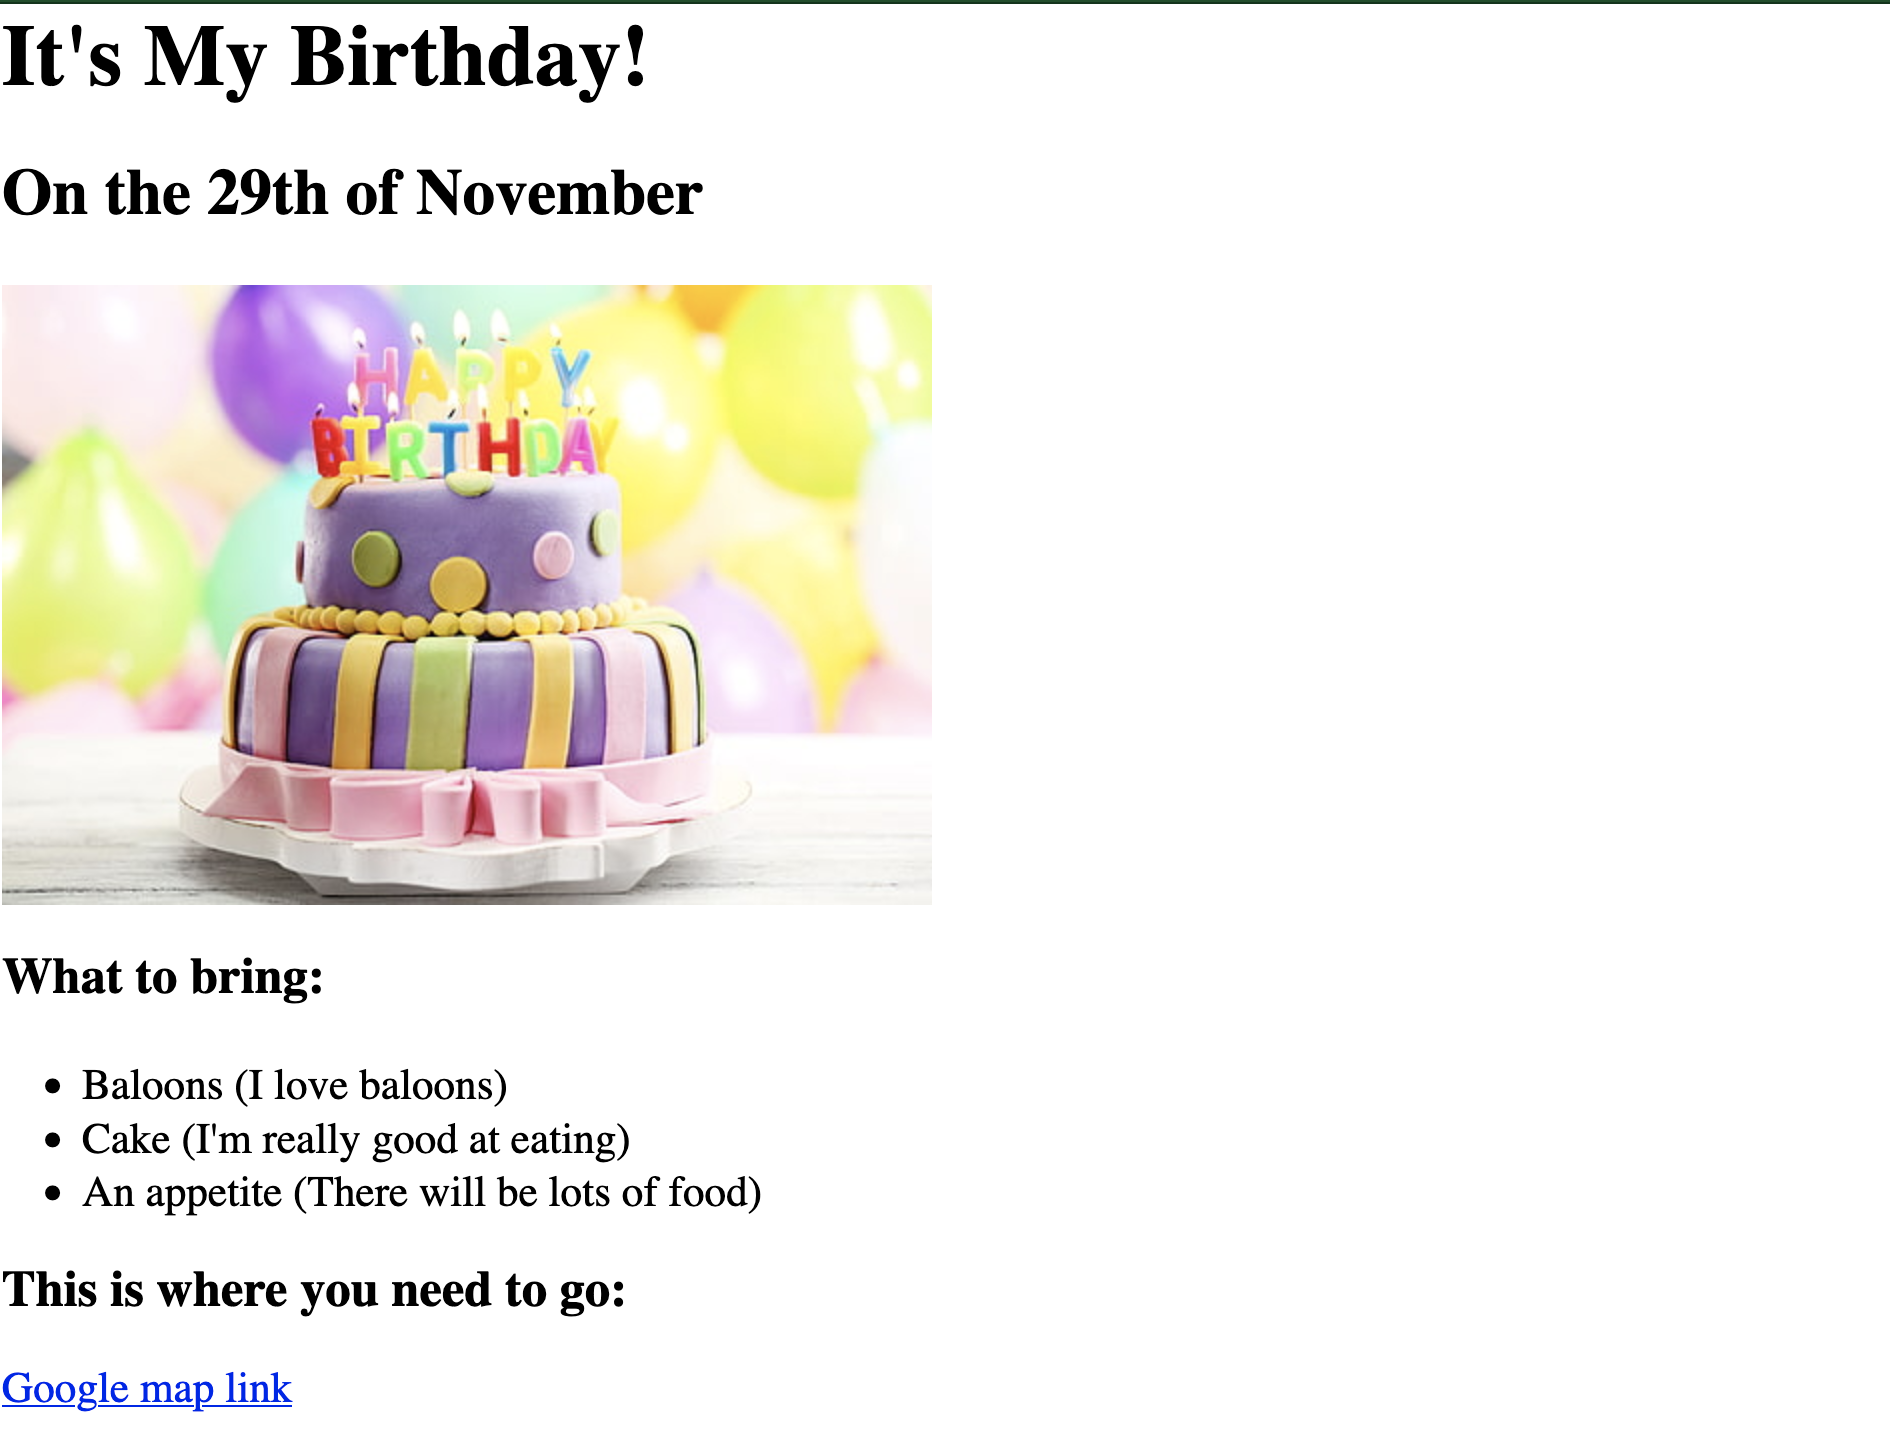 It's My Birthday!
On the 29th of November
HAPPY
BIRTHDAY
What to bring:
Baloons (I love baloons)
Cake (I'm really good at eating)
An appetite (There will be lots of food)
This is where you need to go:
Google map link